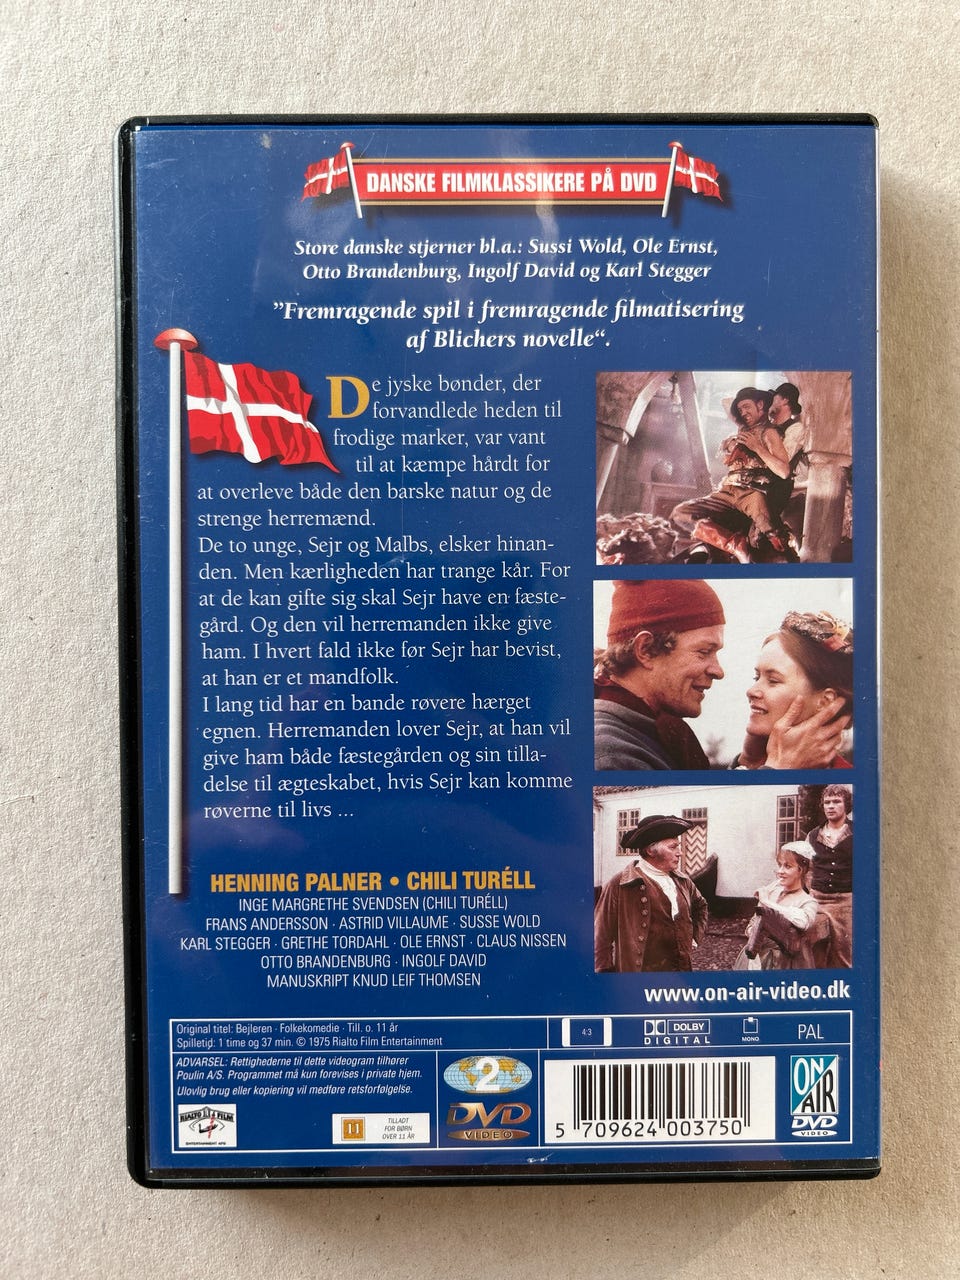 DANSKE FILMKLASSIKERE PÅ DVD
Store danske stjerner bl.a.: Sussi Wold, Ole Ernst,
Otto Brandenburg, Ingolf David og Karl Stegger
”Fremragende spil i fremragende filmatisering
af Blichers novelle“.
De jyske bønder, der
forvandlede heden til
frodige marker, var vant
til at kæmpe hårdt for
at overleve både den barske natur og de
strenge herremænd.
De to unge, Sejr og Malbs, elsker hinan-
den. Men kærligheden har trange kår. For
at de kan gifte sig skal Sejr have en fæste-
gård. Og den vil herremanden ikke give
ham. I hvert fald ikke før Sejr har bevist,
at han er et mandfolk.
I lang tid har en bande røvere hærget
egnen. Herremanden lover Sejr, at han vil
give ham både fæstegården og sin tilla-
delse til ægteskabet, hvis Sejr kan komme
røverne til livs ...
HENNING PALNER • CHILI TURÉLL
INGE MARGRETHE SVENDSEN (CHILI TURÉLL)
FRANS ANDERSSON · ASTRID VILLAUME · SUSSE WOLD
KARL STEGGER · GRETHE TORDAHL · OLE ERNST · CLAUS NISSEN
OTTO BRANDENBURG · INGOLF DAVID
MANUSKRIPT KNUD LEIF THOMSEN
www.on-air-video.dk
Original titel: Bejleren · Folkekomedie · Till. o. 11 år
Spilletid: 1 time og 37 min. © 1975 Rialto Film Entertainment
4:3
DOLBY
DIGITAL
MONO
PAL
ADVARSEL: Rettighederne til dette videogram tilhører
Poulin A/S. Programmet må kun forevises i private hjem.
Ulovlig brug eller kopiering vil medføre retsforfølgelse.
RIALTO FILM
ENTERTAINMENT APS
11
TILLADT
FOR BØRN
OVER 11 ÅR
2
DVD
VIDEO
5 709624 003750
ON
AIR
DVD
VIDEO